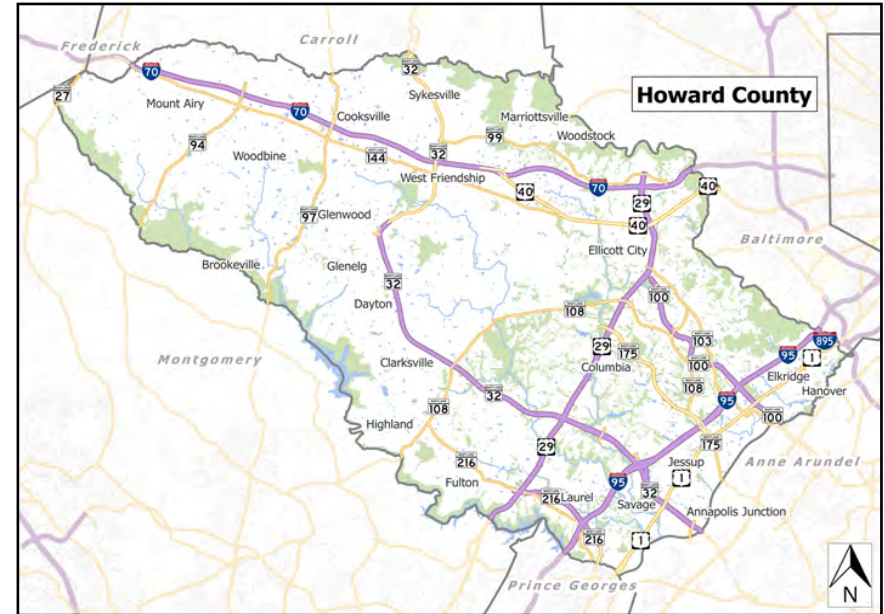 Frederick
Carroll
Howard County
70
32
27
Mount Airy
70
Sykesville
Cooksville
Marriottsville
94
99
Woodstock
144
32
Woodbine
West Friendship
40
70
29
40
97
Glenwood
40
Ellicott City
Baltimore
Brookeville
Glenelg
32
100
Dayton
108
103
895
29
175
95
1
Montgomery
Clarksville
Columbia
100
Elkridge
32
108
95
Hanover
108
100
Highland
29
175
216
Jessup
Anne Arundel
Fulton
95
1
216
Laurel
32
Savage
Annapolis Junction
216
1
Prince Georges
N